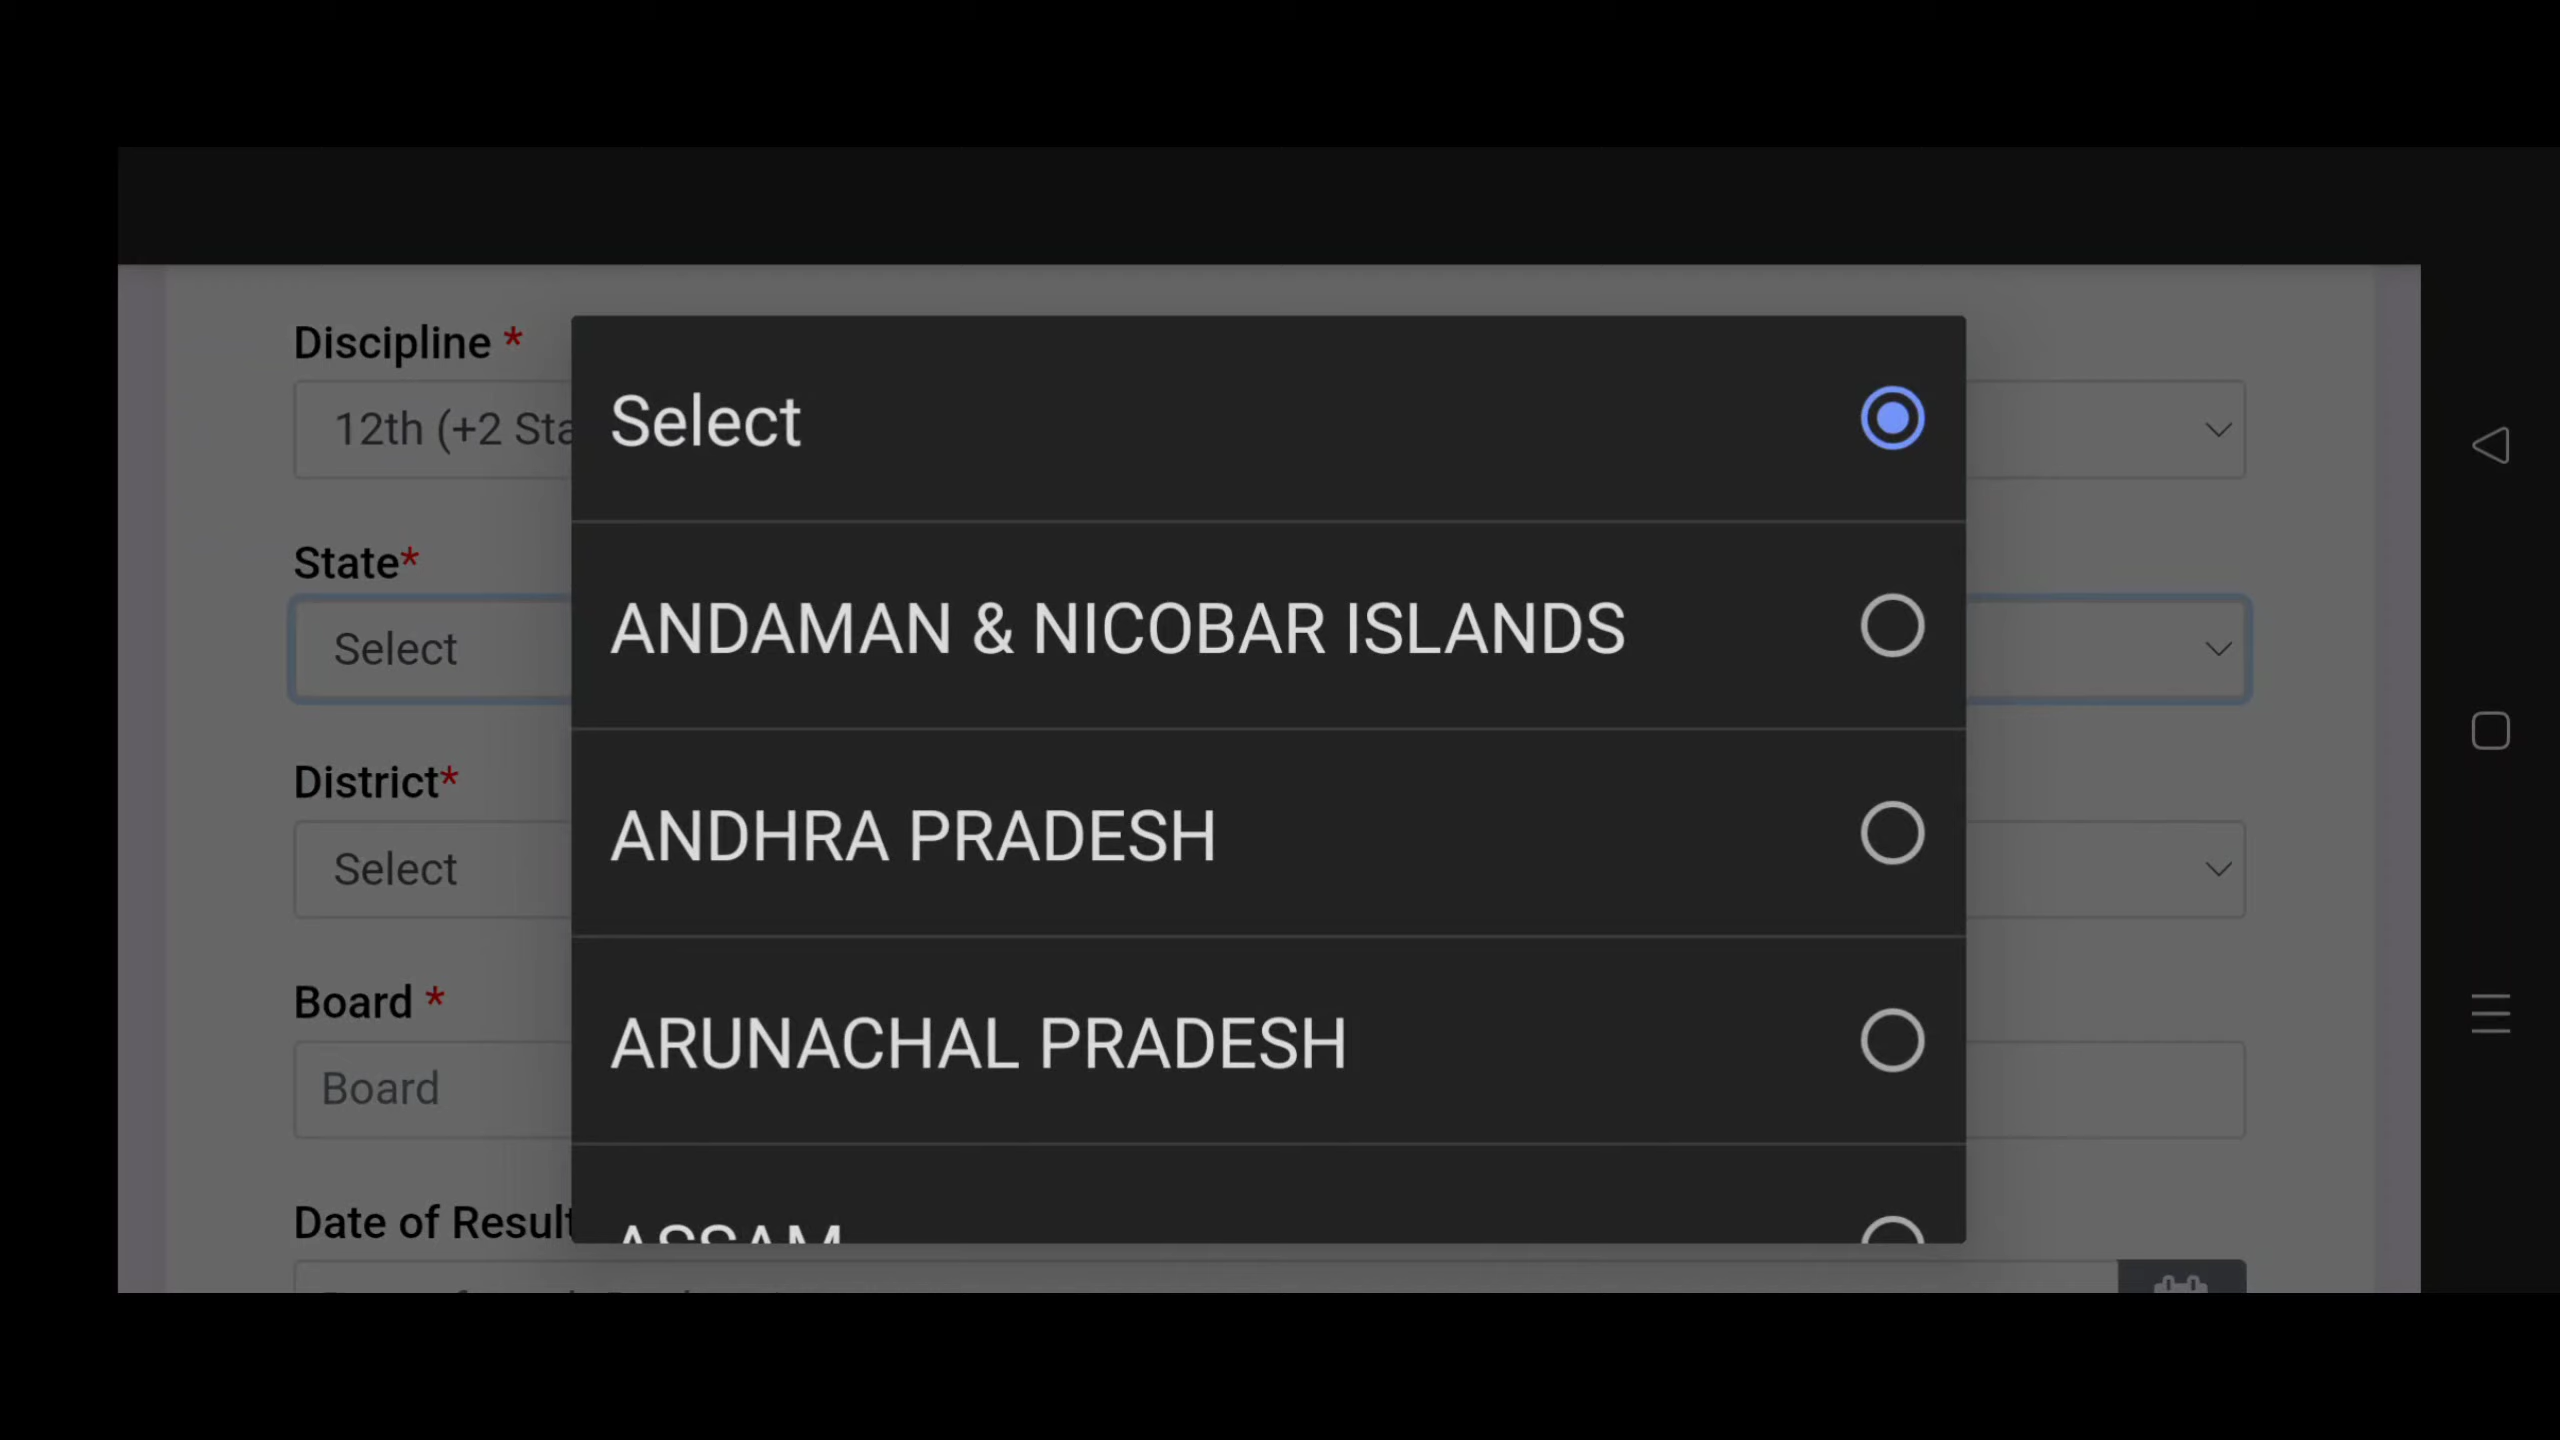 Discipline *
12th (+2 Sta
State*
Select
District*
Select
Board *
Board
Date of Result
Select
ANDAMAN & NICOBAR ISLANDS
ANDHRA PRADESH
ARUNACHAL PRADESH
ASSAM